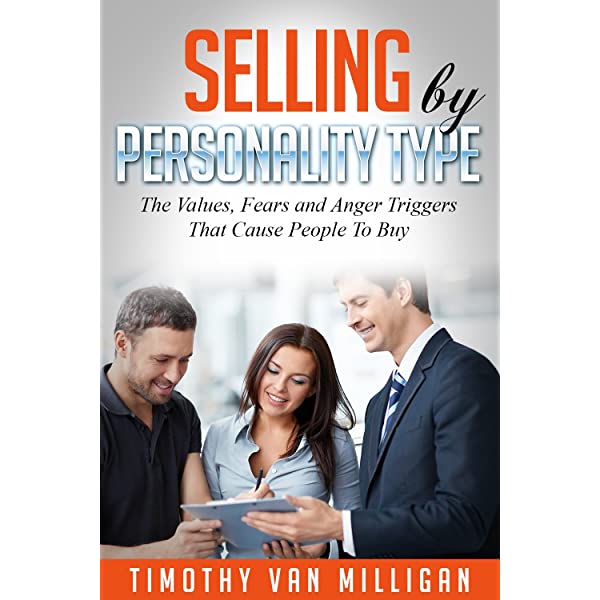 SELLING by
PERSONALITY TYPE
The Values, Fears and Anger Triggers
That Cause People To Buy
TIMOTHY VAN MILLIGAN